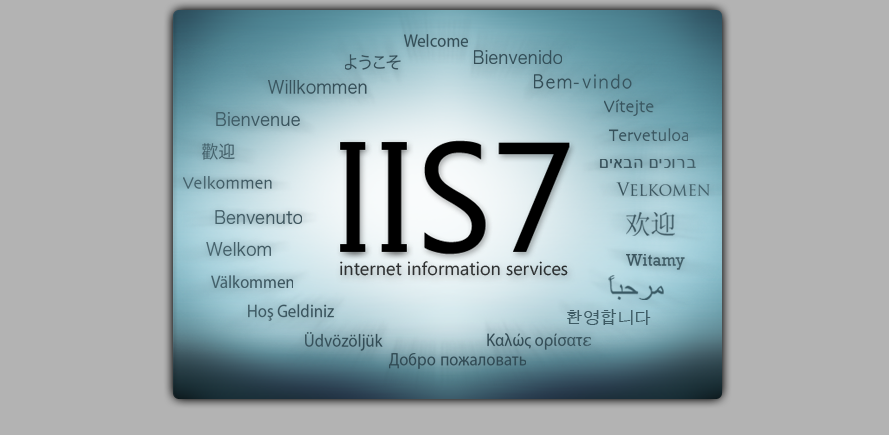 Welcome
ようこそ
Bienvenido
Willkommen
Bem-vindo
Vítejte
Bienvenue
Tervetuloa
歡迎
ברוכים הבאים
Velkommen
VELKOMEN
IIS7
internet information services
Benvenuto
欢迎
Welkom
Witamy
Välkommen
مرحباً
Hoş Geldiniz
환영합니다
Üdvözöljük
Καλώς ορίσατε
Добро пожаловать